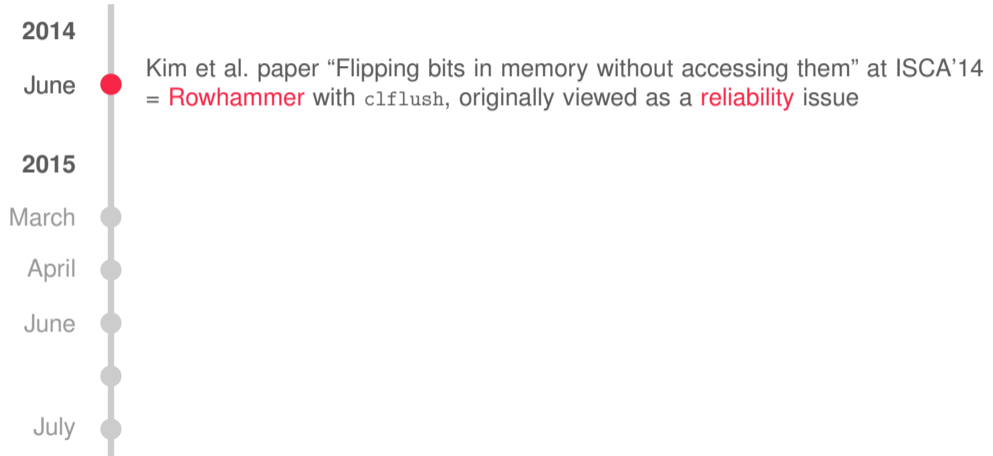 2014
June
Kim et al. paper “Flipping bits in memory without accessing them” at ISCA’14
= Rowhammer with clflush, originally viewed as a reliability issue
2015
March
April
June
July